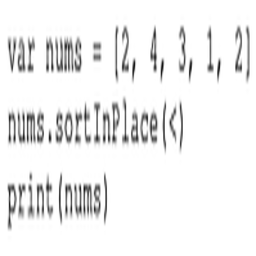 var nums = [2, 4, 3, 1, 2]
nums.sortInPlace(<)
print(nums)